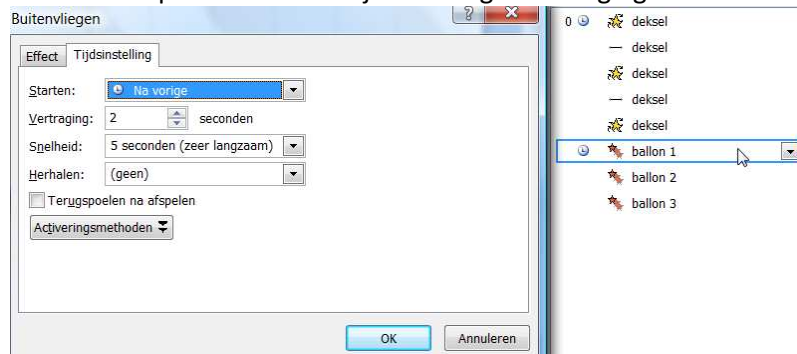 Buitenvliegen
Effect Tijdsinstelling
Starten: Na vorige
Vertraging: 2 seconden
Snelheid: 5 seconden (zeer langzaam)
Herhalen: (geen)
Terugspoelen na afspelen
Activeringsmethoden
OK Annuleren
0 deksel
deksel
deksel
deksel
deksel
ballon 1
ballon 2
ballon 3